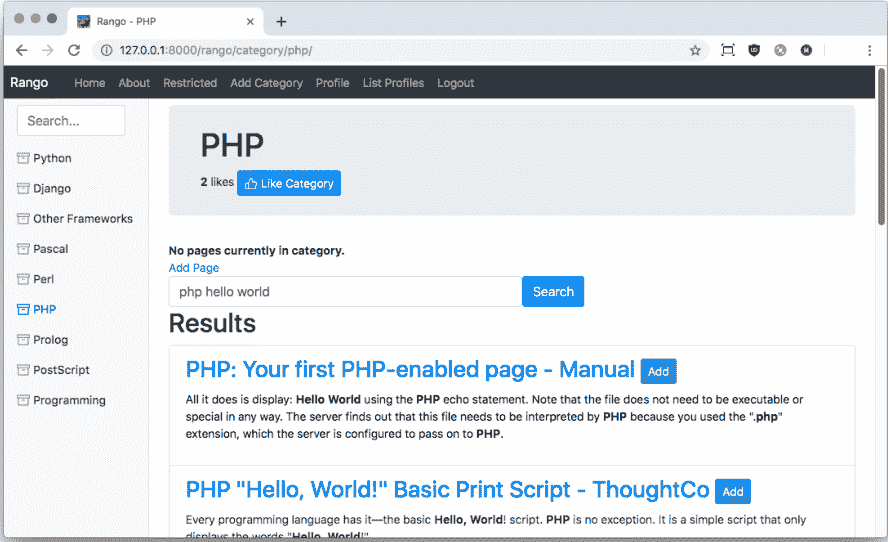 Rango - PHP
127.0.0.1:8000/rango/category/php/
Rango Home About Restricted Add Category Profile List Profiles Logout
Search...
Python
Django
Other Frameworks
Pascal
Perl
PHP
Prolog
PostScript
Programming
PHP
2 likes Like Category
No pages currently in category.
Add Page
php hello world Search
Results
PHP: Your first PHP-enabled page - Manual Add
All it does is display: Hello World using the PHP echo statement. Note that the file does not need to be executable or
special in any way. The server finds out that this file needs to be interpreted by PHP because you used the ".php"
extension, which the server is configured to pass on to PHP.
PHP "Hello, World!" Basic Print Script - ThoughtCo Add
Every programming language has it—the basic Hello, World! script. PHP is no exception. It is a simple script that only
displays the words "Hello, World!"